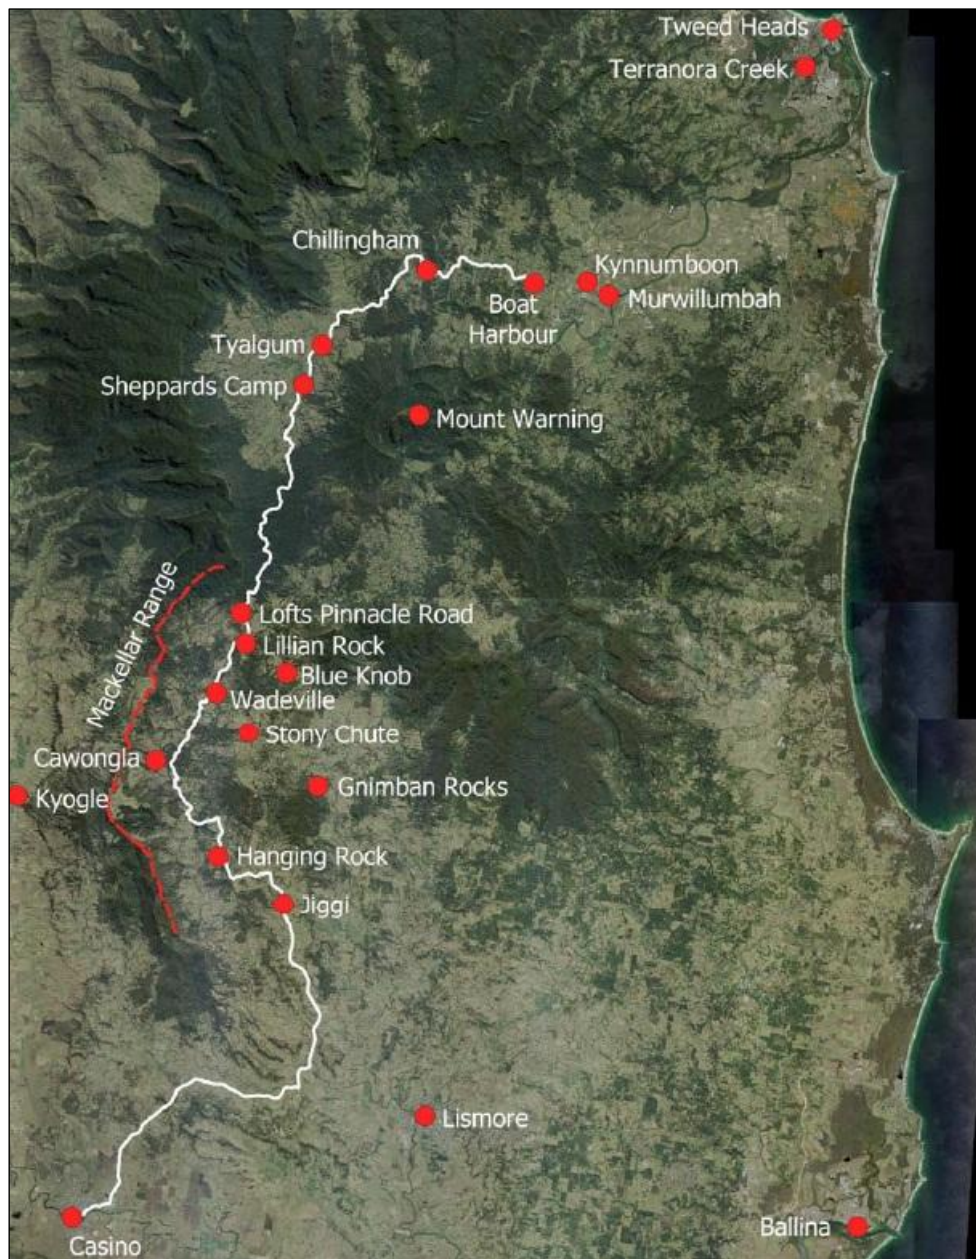 Tweed Heads
Terranora Creek
Chillingham
Kynnumboon
Boat
Harbour
Murwillumbah
Tyalgum
Sheppards Camp
Mount Warning
Mackellar Range
Lofts Pinnacle Road
Lillian Rock
Blue Knob
Wadeville
Stony Chute
Cawongla
Kyogle
Gnimban Rocks
Hanging Rock
Jiggi
Lismore
Casino
Ballina